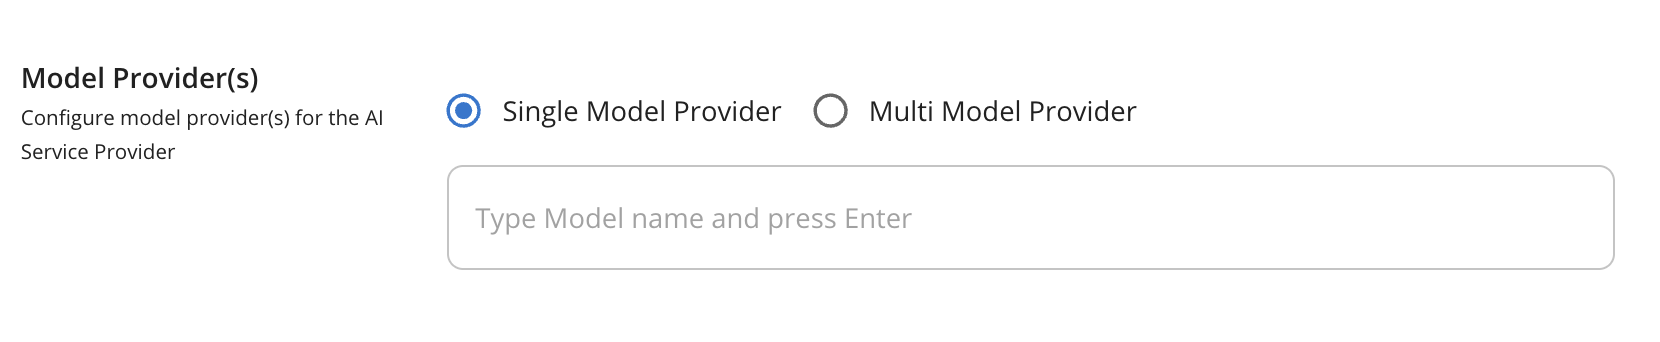 Model Provider(s)
Configure model provider(s) for the AI
Service Provider
Single Model Provider
Multi Model Provider
Type Model name and press Enter